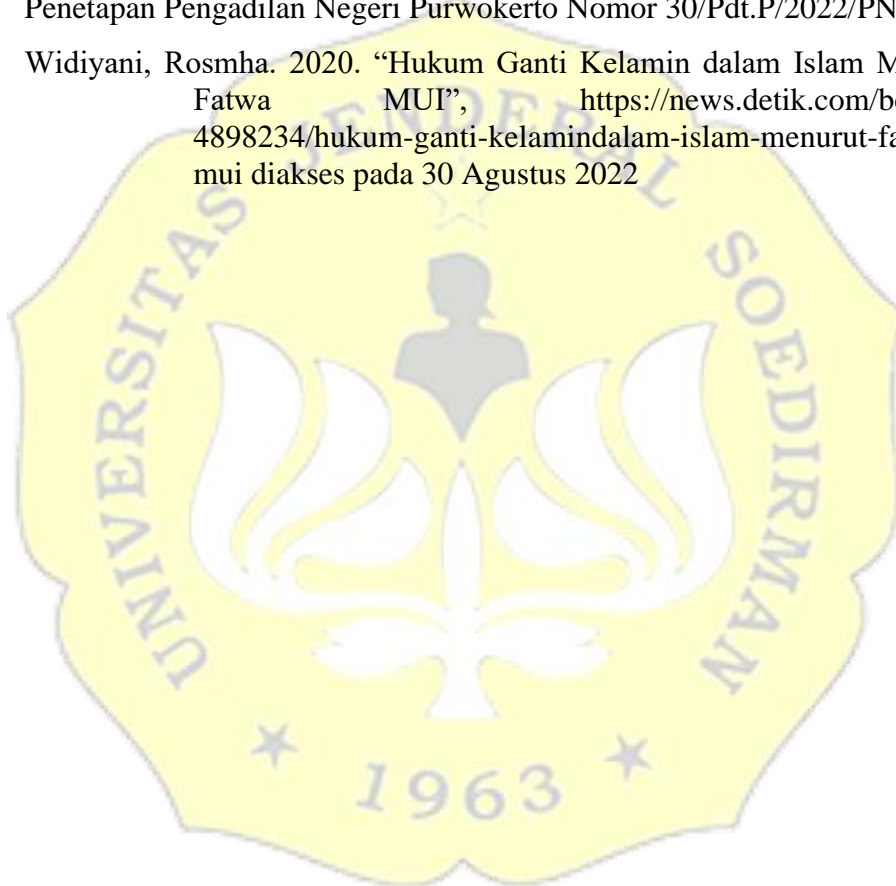 Penetapan Pengadilan Negeri Purwokerto Nomor 30/Pdt.P/2022/PN
Widiyani, Rosmha. 2020. “Hukum Ganti Kelamin dalam Islam M
Fatwa MUI”, https://news.detik.com/be
4898234/hukum-ganti-kelamindalam-islam-menurut-fa
mui diakses pada 30 Agustus 2022
UNIVERSITAS JENDERAL SOEDIRMAN
1963